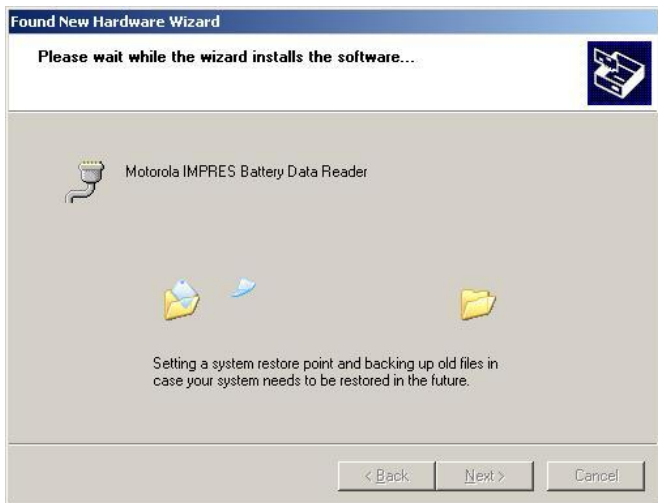 Found New Hardware Wizard
Please wait while the wizard installs the software...
Motorola IMPRES Battery Data Reader
Setting a system restore point and backing up old files in
case your system needs to be restored in the future.
< Back Next > Cancel